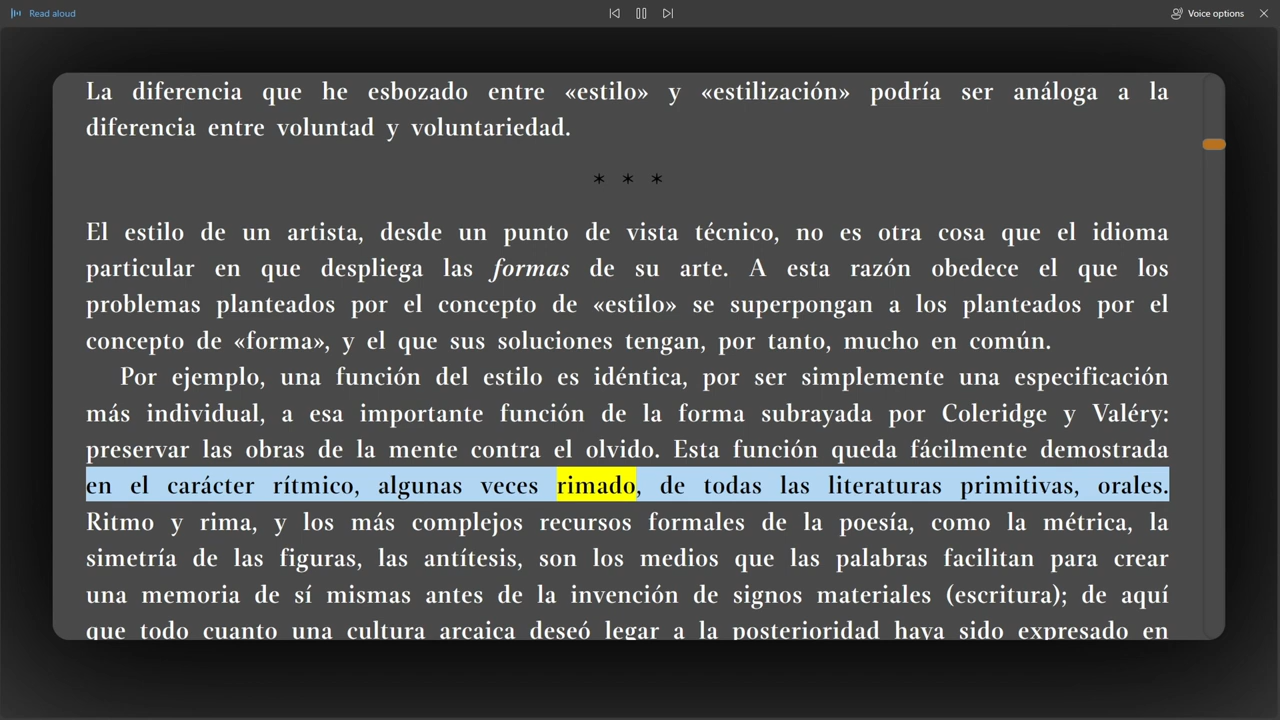 Read aloud
Voice options
La diferencia que he esbozado entre «estilo» y «estilización» podría ser análoga a la
diferencia entre voluntad y voluntariedad.
* * *
El estilo de un artista, desde un punto de vista técnico, no es otra cosa que el idioma
particular en que despliega las formas de su arte. A esta razón obedece el que los
problemas planteados por el concepto de «estilo» se superpongan a los planteados por el
concepto de «forma», y el que sus soluciones tengan, por tanto, mucho en común.
Por ejemplo, una función del estilo es idéntica, por ser simplemente una especificación
más individual, a esa importante función de la forma subrayada por Coleridge y Valéry:
preservar las obras de la mente contra el olvido. Esta función queda fácilmente demostrada
en el carácter rítmico, algunas veces rimado, de todas las literaturas primitivas, orales.
Ritmo y rima, y los más complejos recursos formales de la poesía, como la métrica, la
simetría de las figuras, las antítesis, son los medios que las palabras facilitan para crear
una memoria de sí mismas antes de la invención de signos materiales (escritura); de aquí
que todo cuanto una cultura arcaica deseó legar a la posterioridad haya sido expresado en